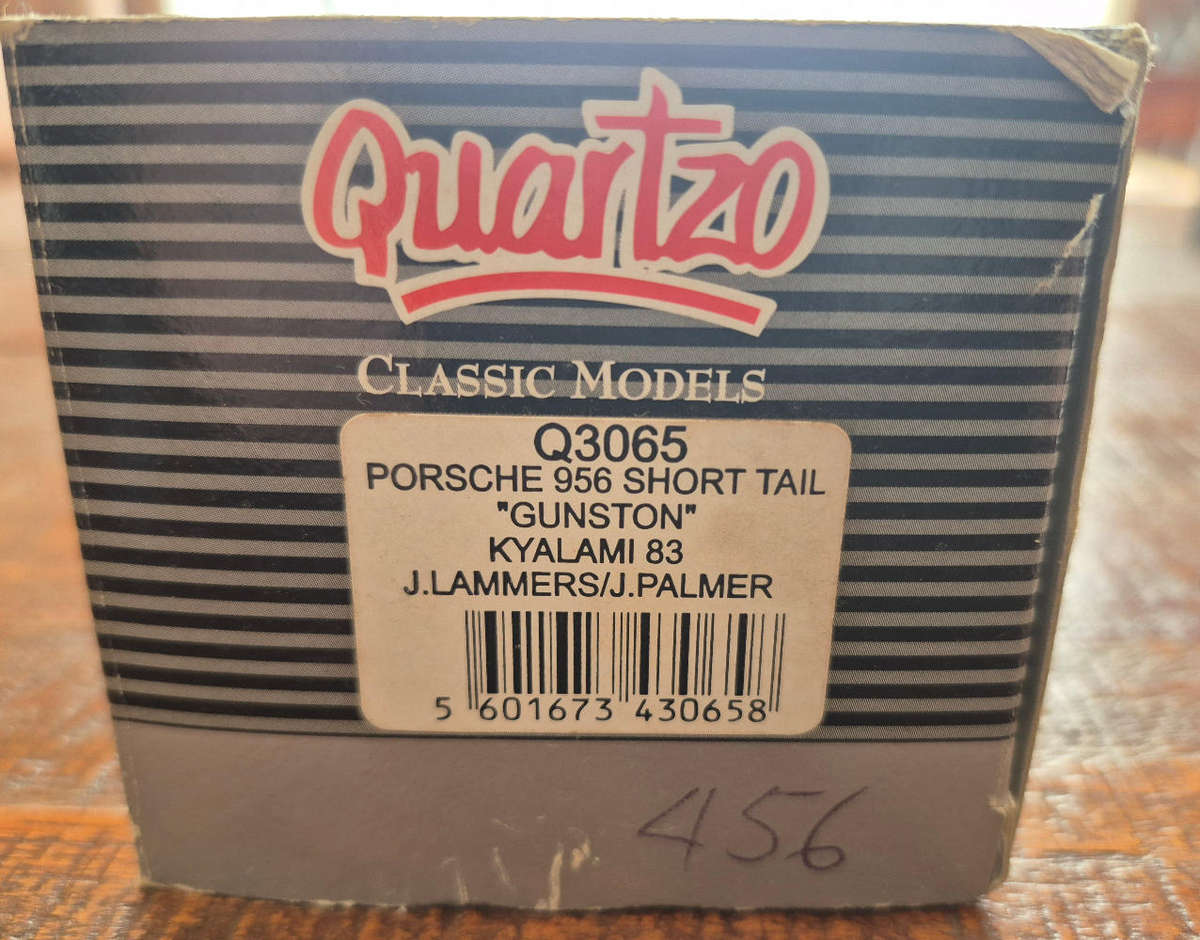 Quartzo
CLASSIC MODELS
Q3065
PORSCHE 956 SHORT TAIL
"GUNSTON"
KYALAMI 83
J.LAMMERS/J.PALMER
5 601673 430658
456